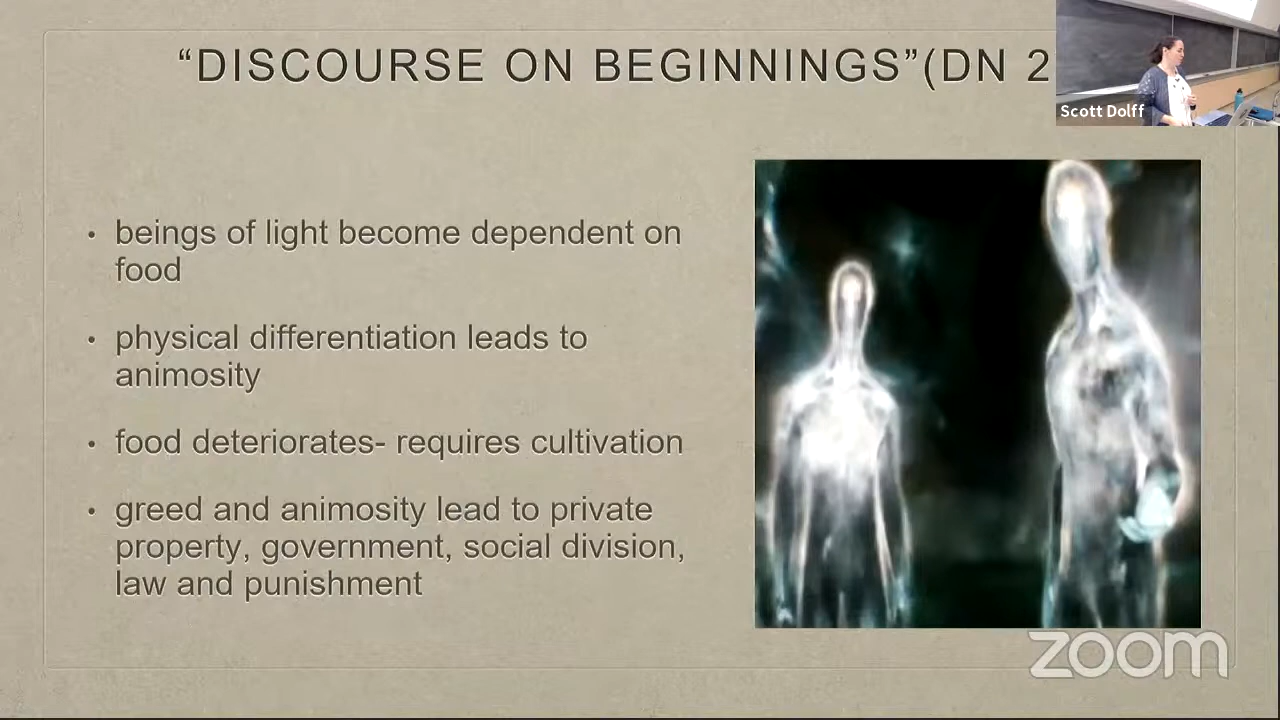 “DISCOURSE ON BEGINNINGS”(DN 2
Scott Dolff
• beings of light become dependent on
food
• physical differentiation leads to
animosity
• food deteriorates- requires cultivation
• greed and animosity lead to private
property, government, social division,
law and punishment
zoom